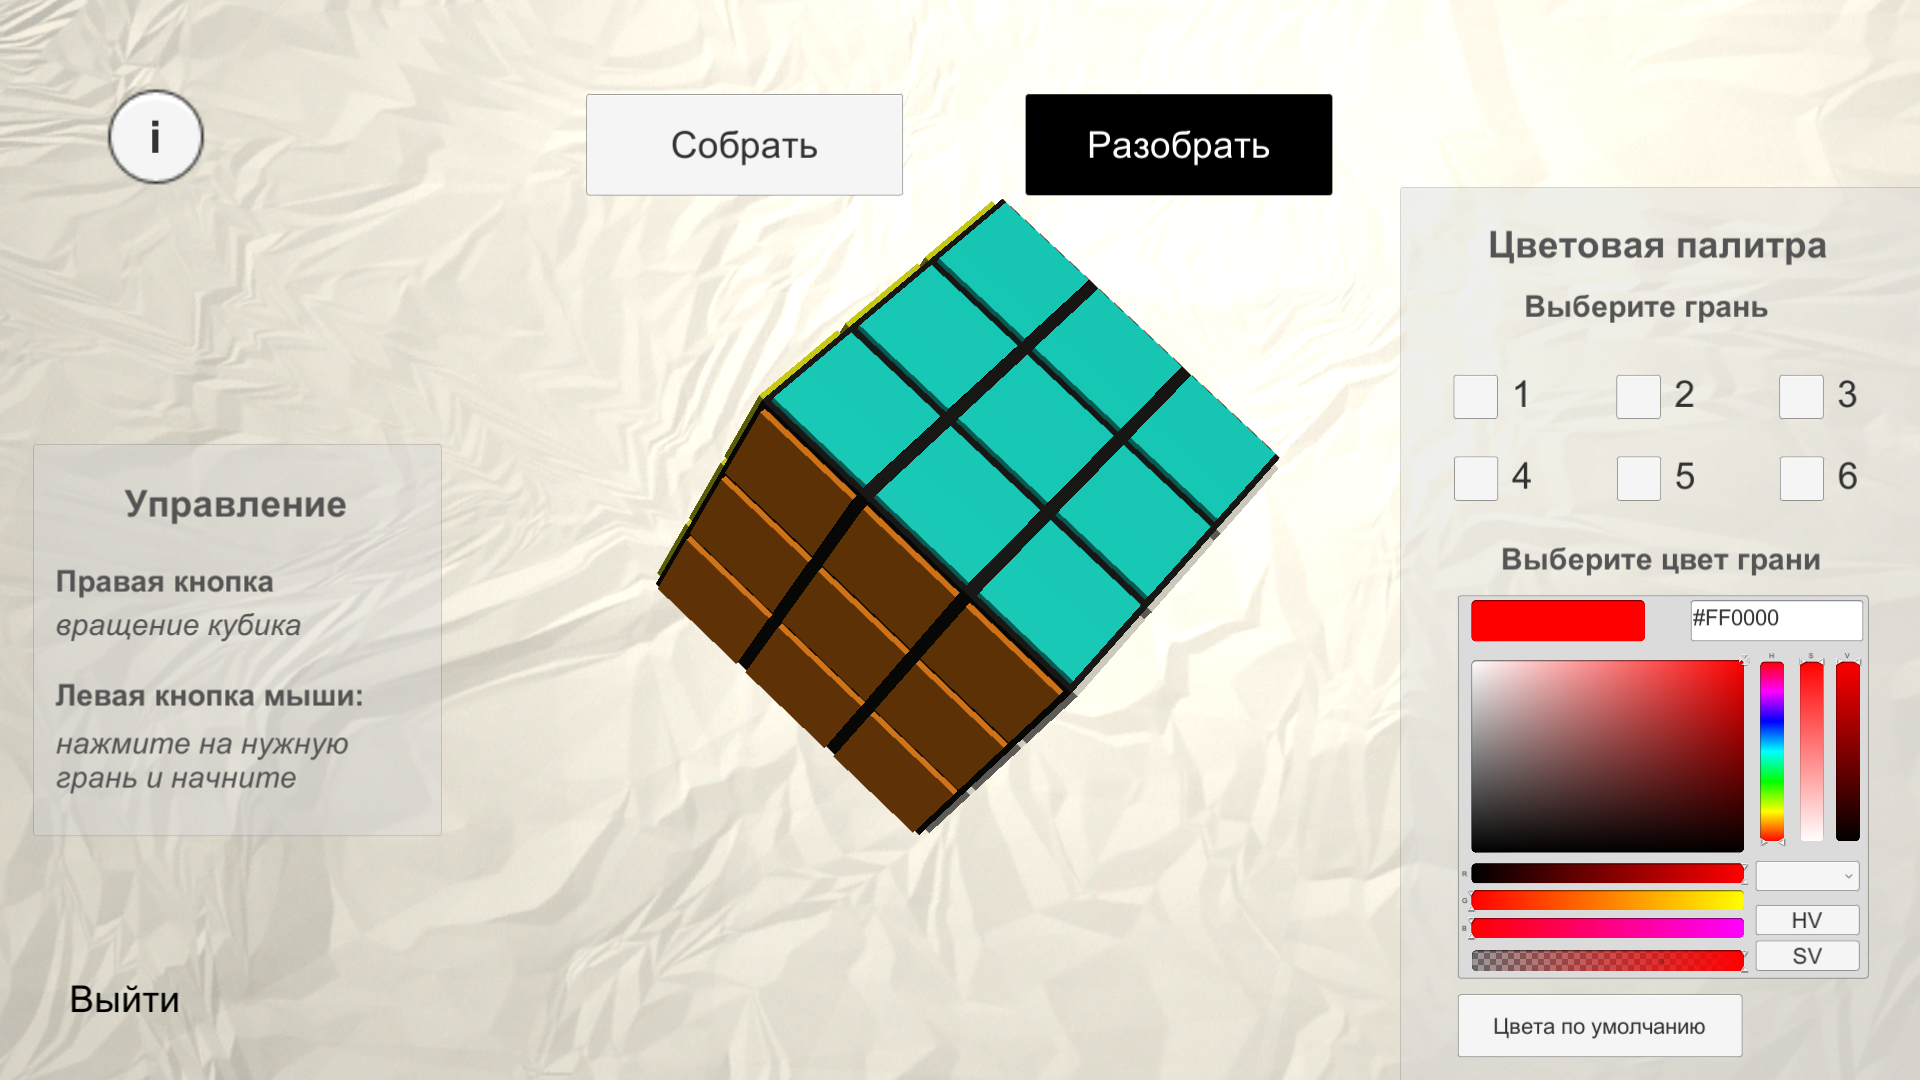 i
Собрать
Разобрать
Цветовая палитра
Выберите грань
1
2
3
4
5
6
Управление
Правая кнопка
вращение кубика
Левая кнопка мыши:
нажмите на нужную
грань и начните
Выберите цвет грани
#FF0000
H
S
V
R
G
B
A
HV
SV
Выйти
Цвета по умолчанию